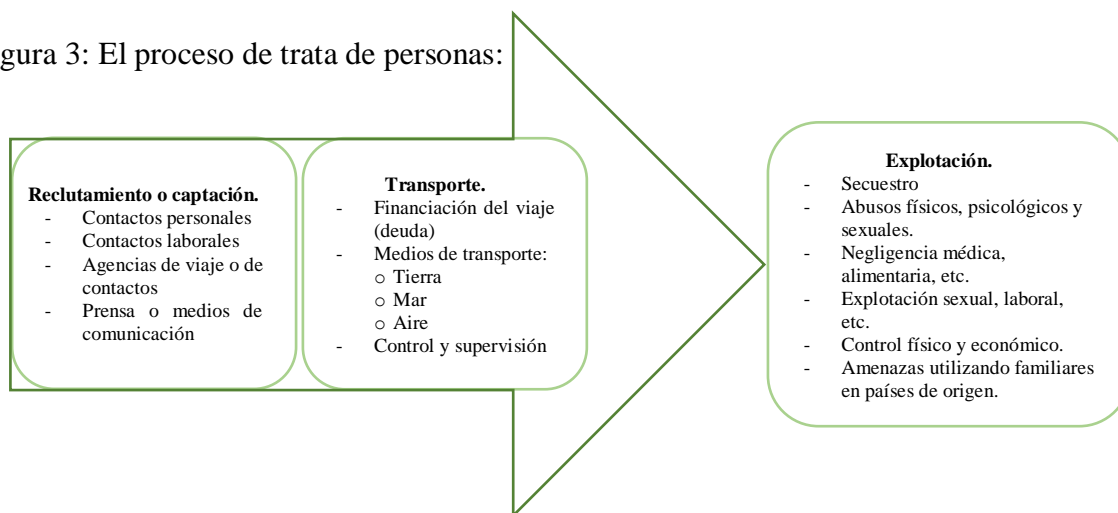 gura 3: El proceso de trata de personas:
Reclutamiento o captación.
- Contactos personales
- Contactos laborales
- Agencias de viaje o de
contactos
- Prensa o medios de
comunicación
Transporte.
- Financiación del viaje
(deuda)
- Medios de transporte:
o Tierra
o Mar
o Aire
- Control y supervisión
Explotación.
- Secuestro
- Abusos físicos, psicológicos y
sexuales.
- Negligencia médica,
alimentaria, etc.
- Explotación sexual, laboral,
etc.
- Control físico y económico.
- Amenazas utilizando familiares
en países de origen.